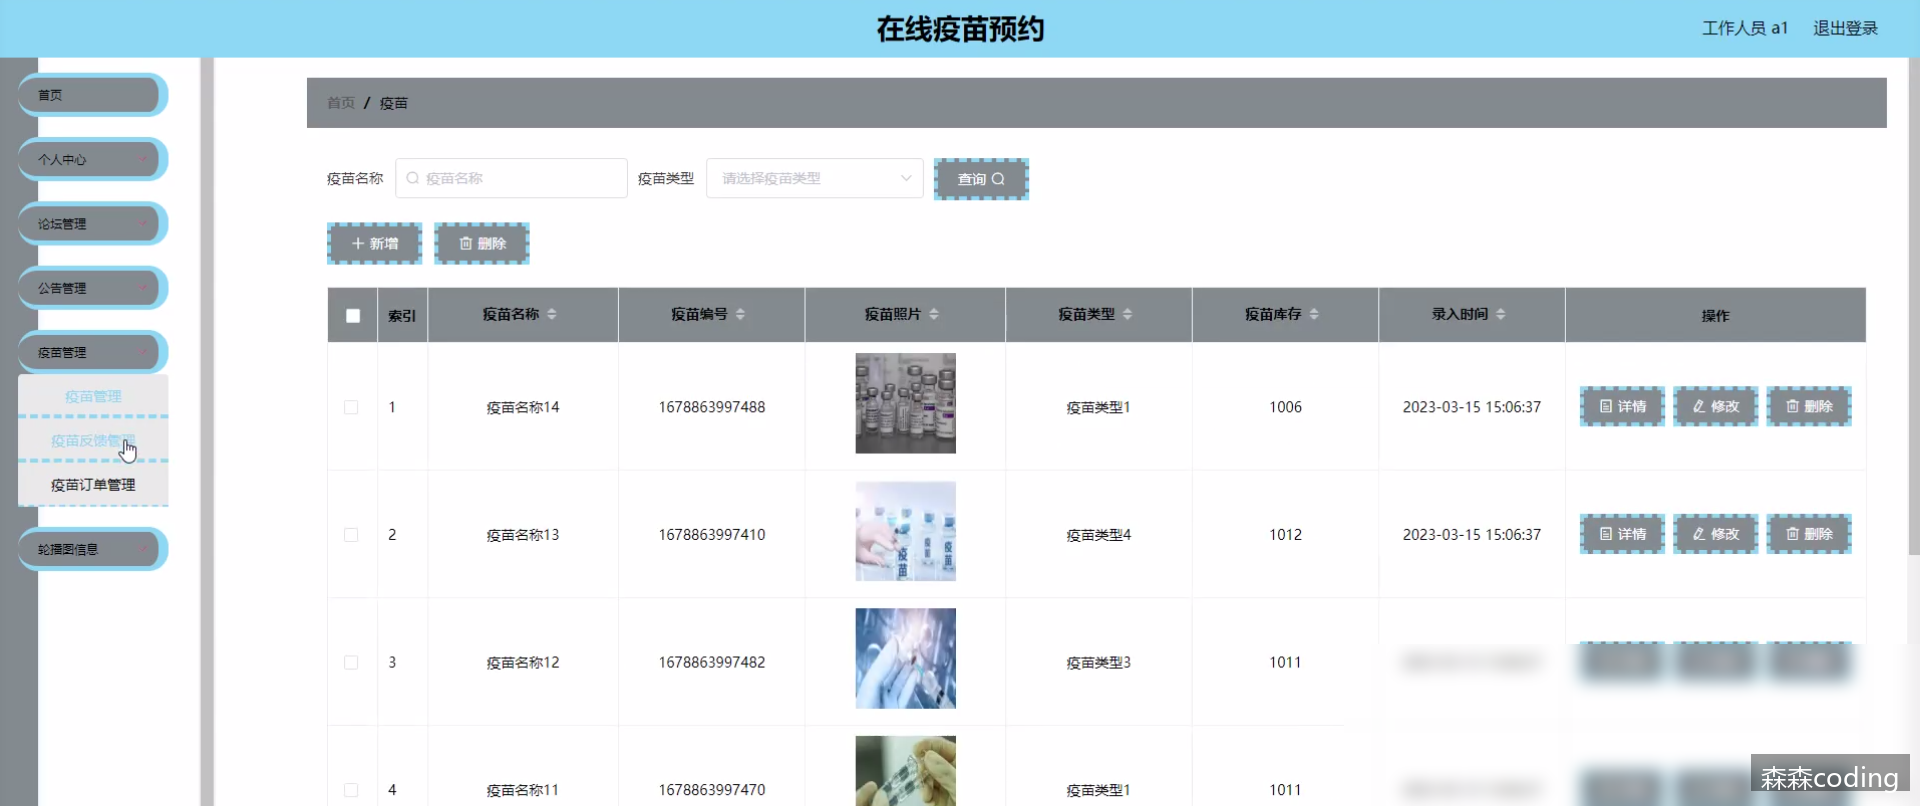 在线疫苗预约
工作人员 a1
退出登录
首页
个人中心
论坛管理
公告管理
疫苗管理
疫苗管理
疫苗反馈管理
疫苗订单管理
轮播图信息
首页 / 疫苗
疫苗名称 疫苗名称 疫苗类型 请选择疫苗类型 查询
新增 删除
索引 疫苗名称 疫苗编号 疫苗照片 疫苗类型 疫苗库存 录入时间 操作
1 疫苗名称14 1678863997488 疫苗类型1 1006 2023-03-15 15:06:37 详情 修改 删除
2 疫苗名称13 1678863997410 疫苗类型4 1012 2023-03-15 15:06:37 详情 修改 删除
疫苗
疫苗
3 疫苗名称12 1678863997482 疫苗类型3 1011
4 疫苗名称11 1678863997470 疫苗类型1 1011
森森coding